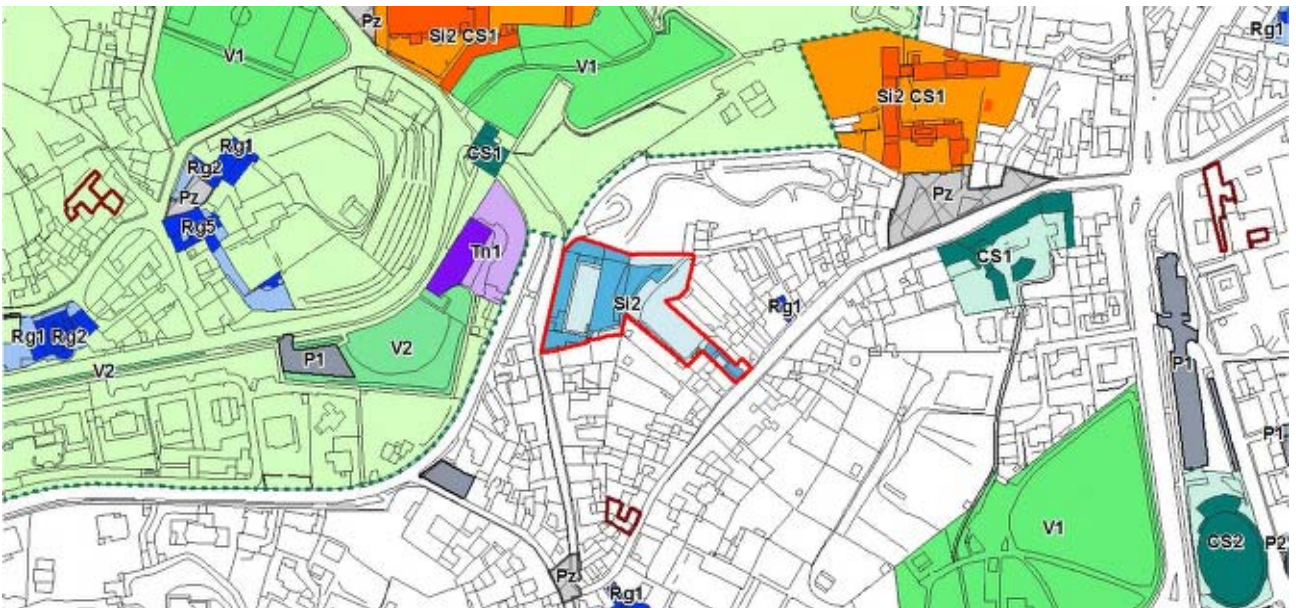 Pz
Rg1
Si2 CS1
V1
V1
Si2 CS1
Rg1
CS1
Rg2
Pz
Pz
Rg5
Tn1
CS1
Si2
Rg1
Rg1 Rg2
V2
P1
V2
P1
P1
V1
CS2
P2
Pz
Rg1